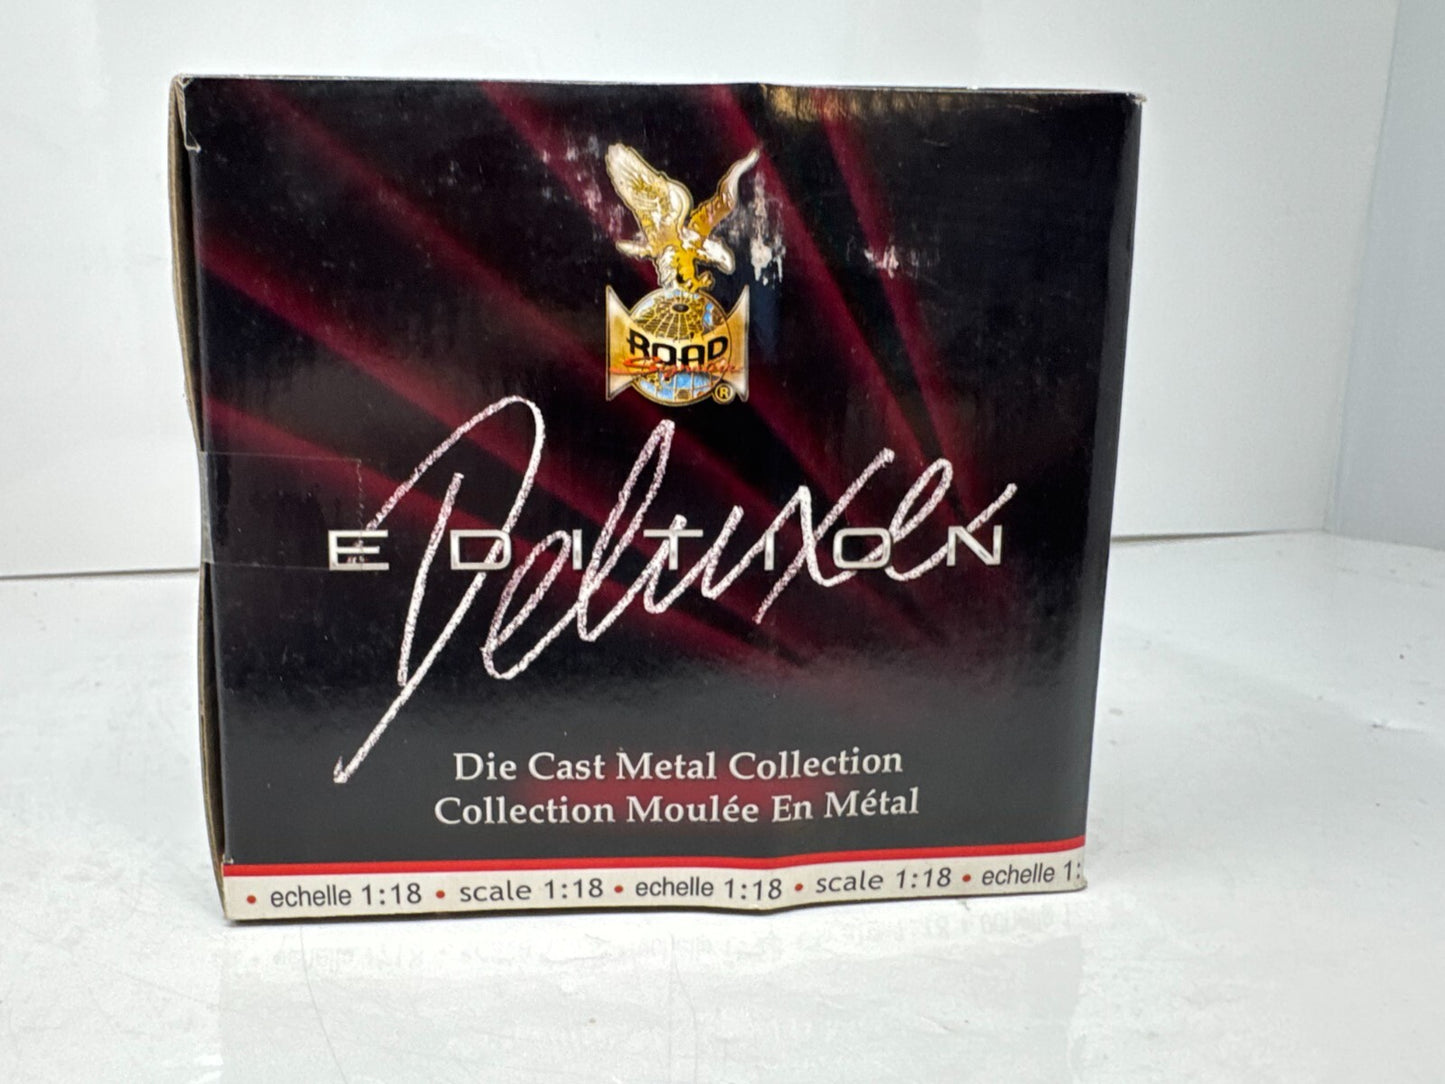 ROAD
Signature
®
Deluxe
EDITION
Die Cast Metal Collection
Collection Moulée En Métal
• echelle 1:18 • scale 1:18 • echelle 1:18 • scale 1:18 • echelle 1: